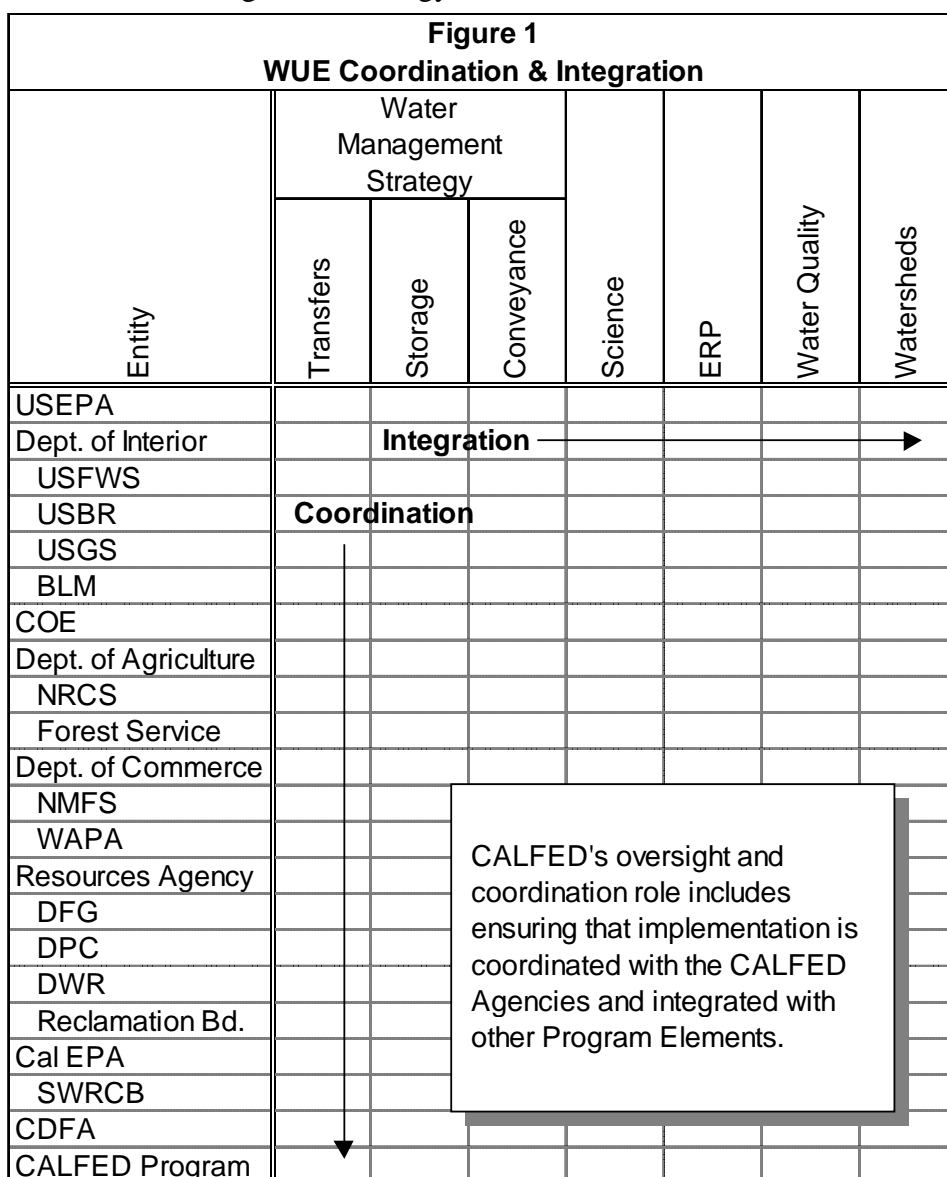 Figure 1
WUE Coordination & Integration
Water
Management
Strategy
Entity
Transfers
Storage
Conveyance
Science
ERP
Water Quality
Watersheds
USEPA
Dept. of Interior
Integration
USFWS
USBR
Coordination
USGS
BLM
COE
Dept. of Agriculture
NRCS
Forest Service
Dept. of Commerce
NMFS
WAPA
Resources Agency
DFG
DPC
DWR
Reclamation Bd.
Cal EPA
SWRCB
CDFA
CALFED Program
CALFED's oversight and
coordination role includes
ensuring that implementation is
coordinated with the CALFED
Agencies and integrated with
other Program Elements.